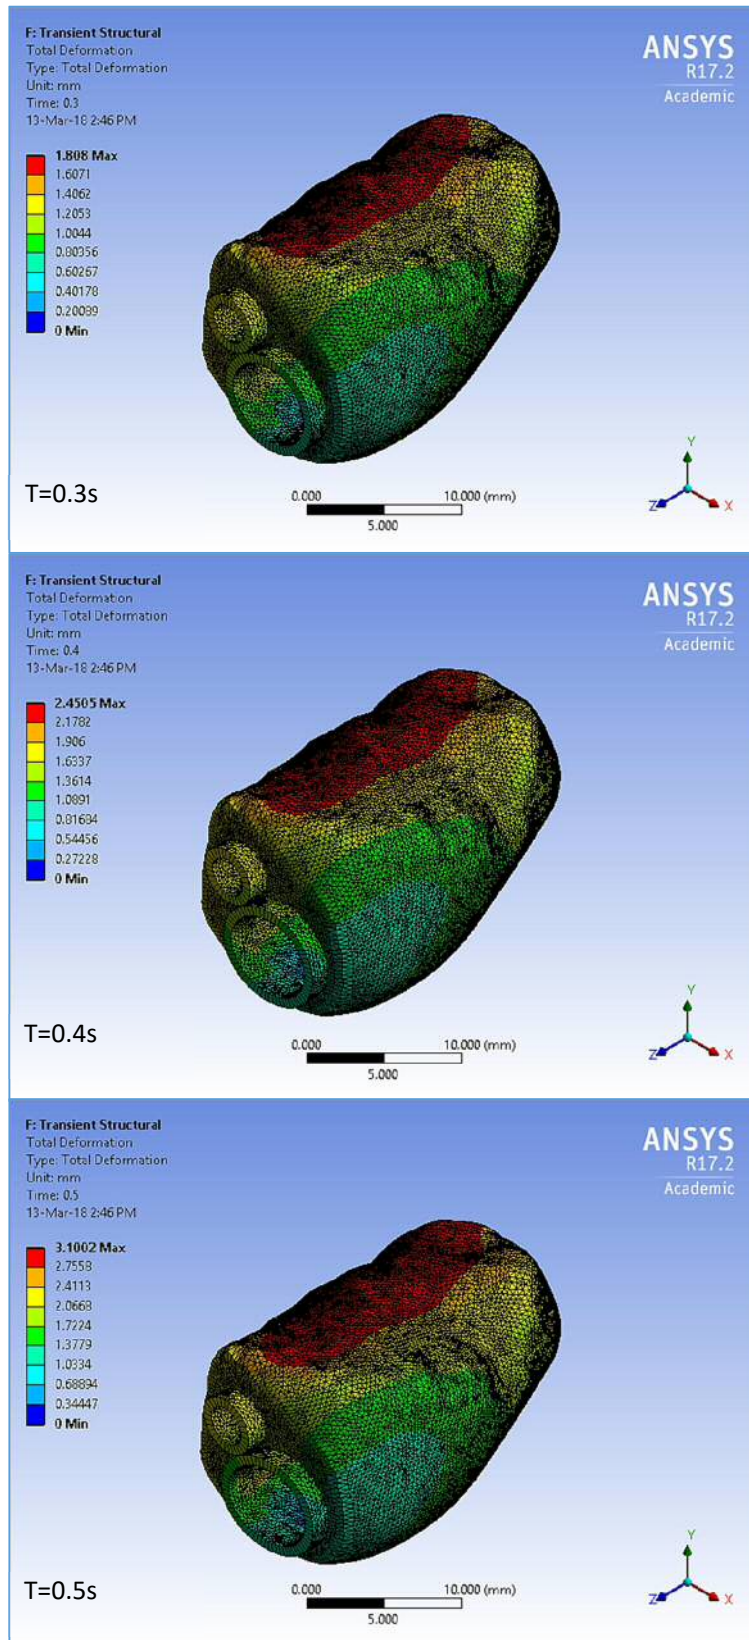 F: Transient Structural
Total Deformation
Type: Total Deformation
Unit: mm
Time: 0.3
13-Mar-18 2:46 PM
ANSYS
R17.2
Academic
1.808 Max
1.6071
1.4062
1.2053
1.0044
0.80356
0.60267
0.40178
0.20089
0 Min
T=0.3s
0.000 10.000 (mm)
5.000
Y
Z X
F: Transient Structural
Total Deformation
Type: Total Deformation
Unit: mm
Time: 0.4
13-Mar-18 2:46 PM
ANSYS
R17.2
Academic
2.4505 Max
2.1782
1.906
1.6337
1.3614
1.0891
0.81684
0.54456
0.27228
0 Min
T=0.4s
0.000 10.000 (mm)
5.000
Y
Z X
F: Transient Structural
Total Deformation
Type: Total Deformation
Unit: mm
Time: 0.5
13-Mar-18 2:46 PM
ANSYS
R17.2
Academic
3.1002 Max
2.7558
2.4113
2.0668
1.7224
1.3779
1.0334
0.68894
0.34447
0 Min
T=0.5s
0.000 10.000 (mm)
5.000
Y
Z X